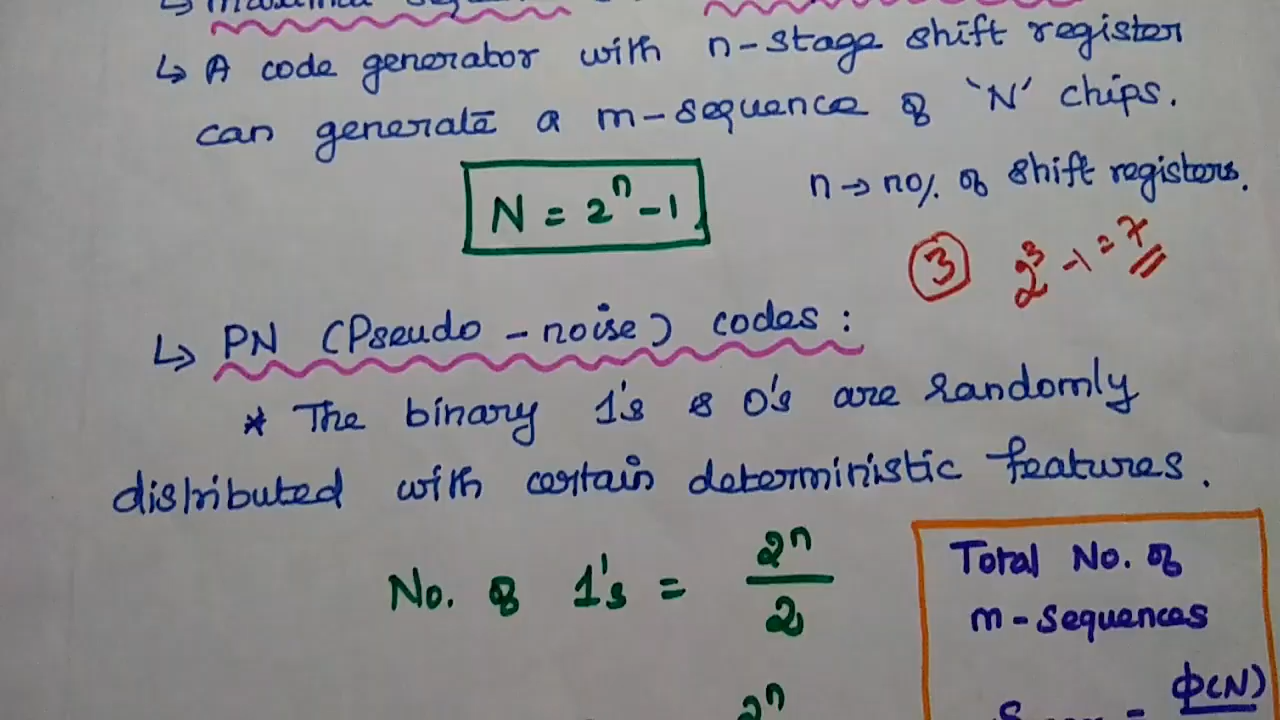 ↳ A code generator with n-stage shift register
can generate a m-sequence of 'N' chips.
N = 2ⁿ - 1
n → no/. of shift registers.
③ 2³ - 1 = 7
↳ PN (Pseudo - noise) codes :
* The binary 1's & 0's are randomly
distributed with certain deterministic features.
No. of 1's = 2ⁿ / 2
2ⁿ
Total No. of
m - sequences
= ϕ(N)